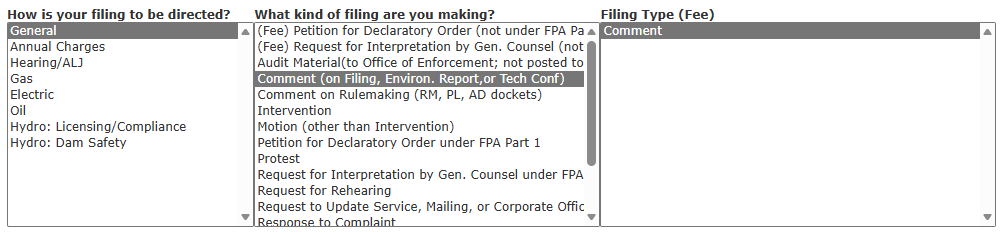 How is your filing to be directed?
General
Annual Charges
Hearing/ALJ
Gas
Electric
Oil
Hydro: Licensing/Compliance
Hydro: Dam Safety
What kind of filing are you making?
(Fee) Petition for Declaratory Order (not under FPA Pa
(Fee) Request for Interpretation by Gen. Counsel (not
Audit Material(to Office of Enforcement; not posted to
Comment (on Filing, Environ. Report,or Tech Conf)
Comment on Rulemaking (RM, PL, AD dockets)
Intervention
Motion (other than Intervention)
Petition for Declaratory Order under FPA Part 1
Protest
Request for Interpretation by Gen. Counsel under FPA
Request for Rehearing
Request to Update Service, Mailing, or Corporate Offic
Response to Complaint
Filing Type (Fee)
Comment